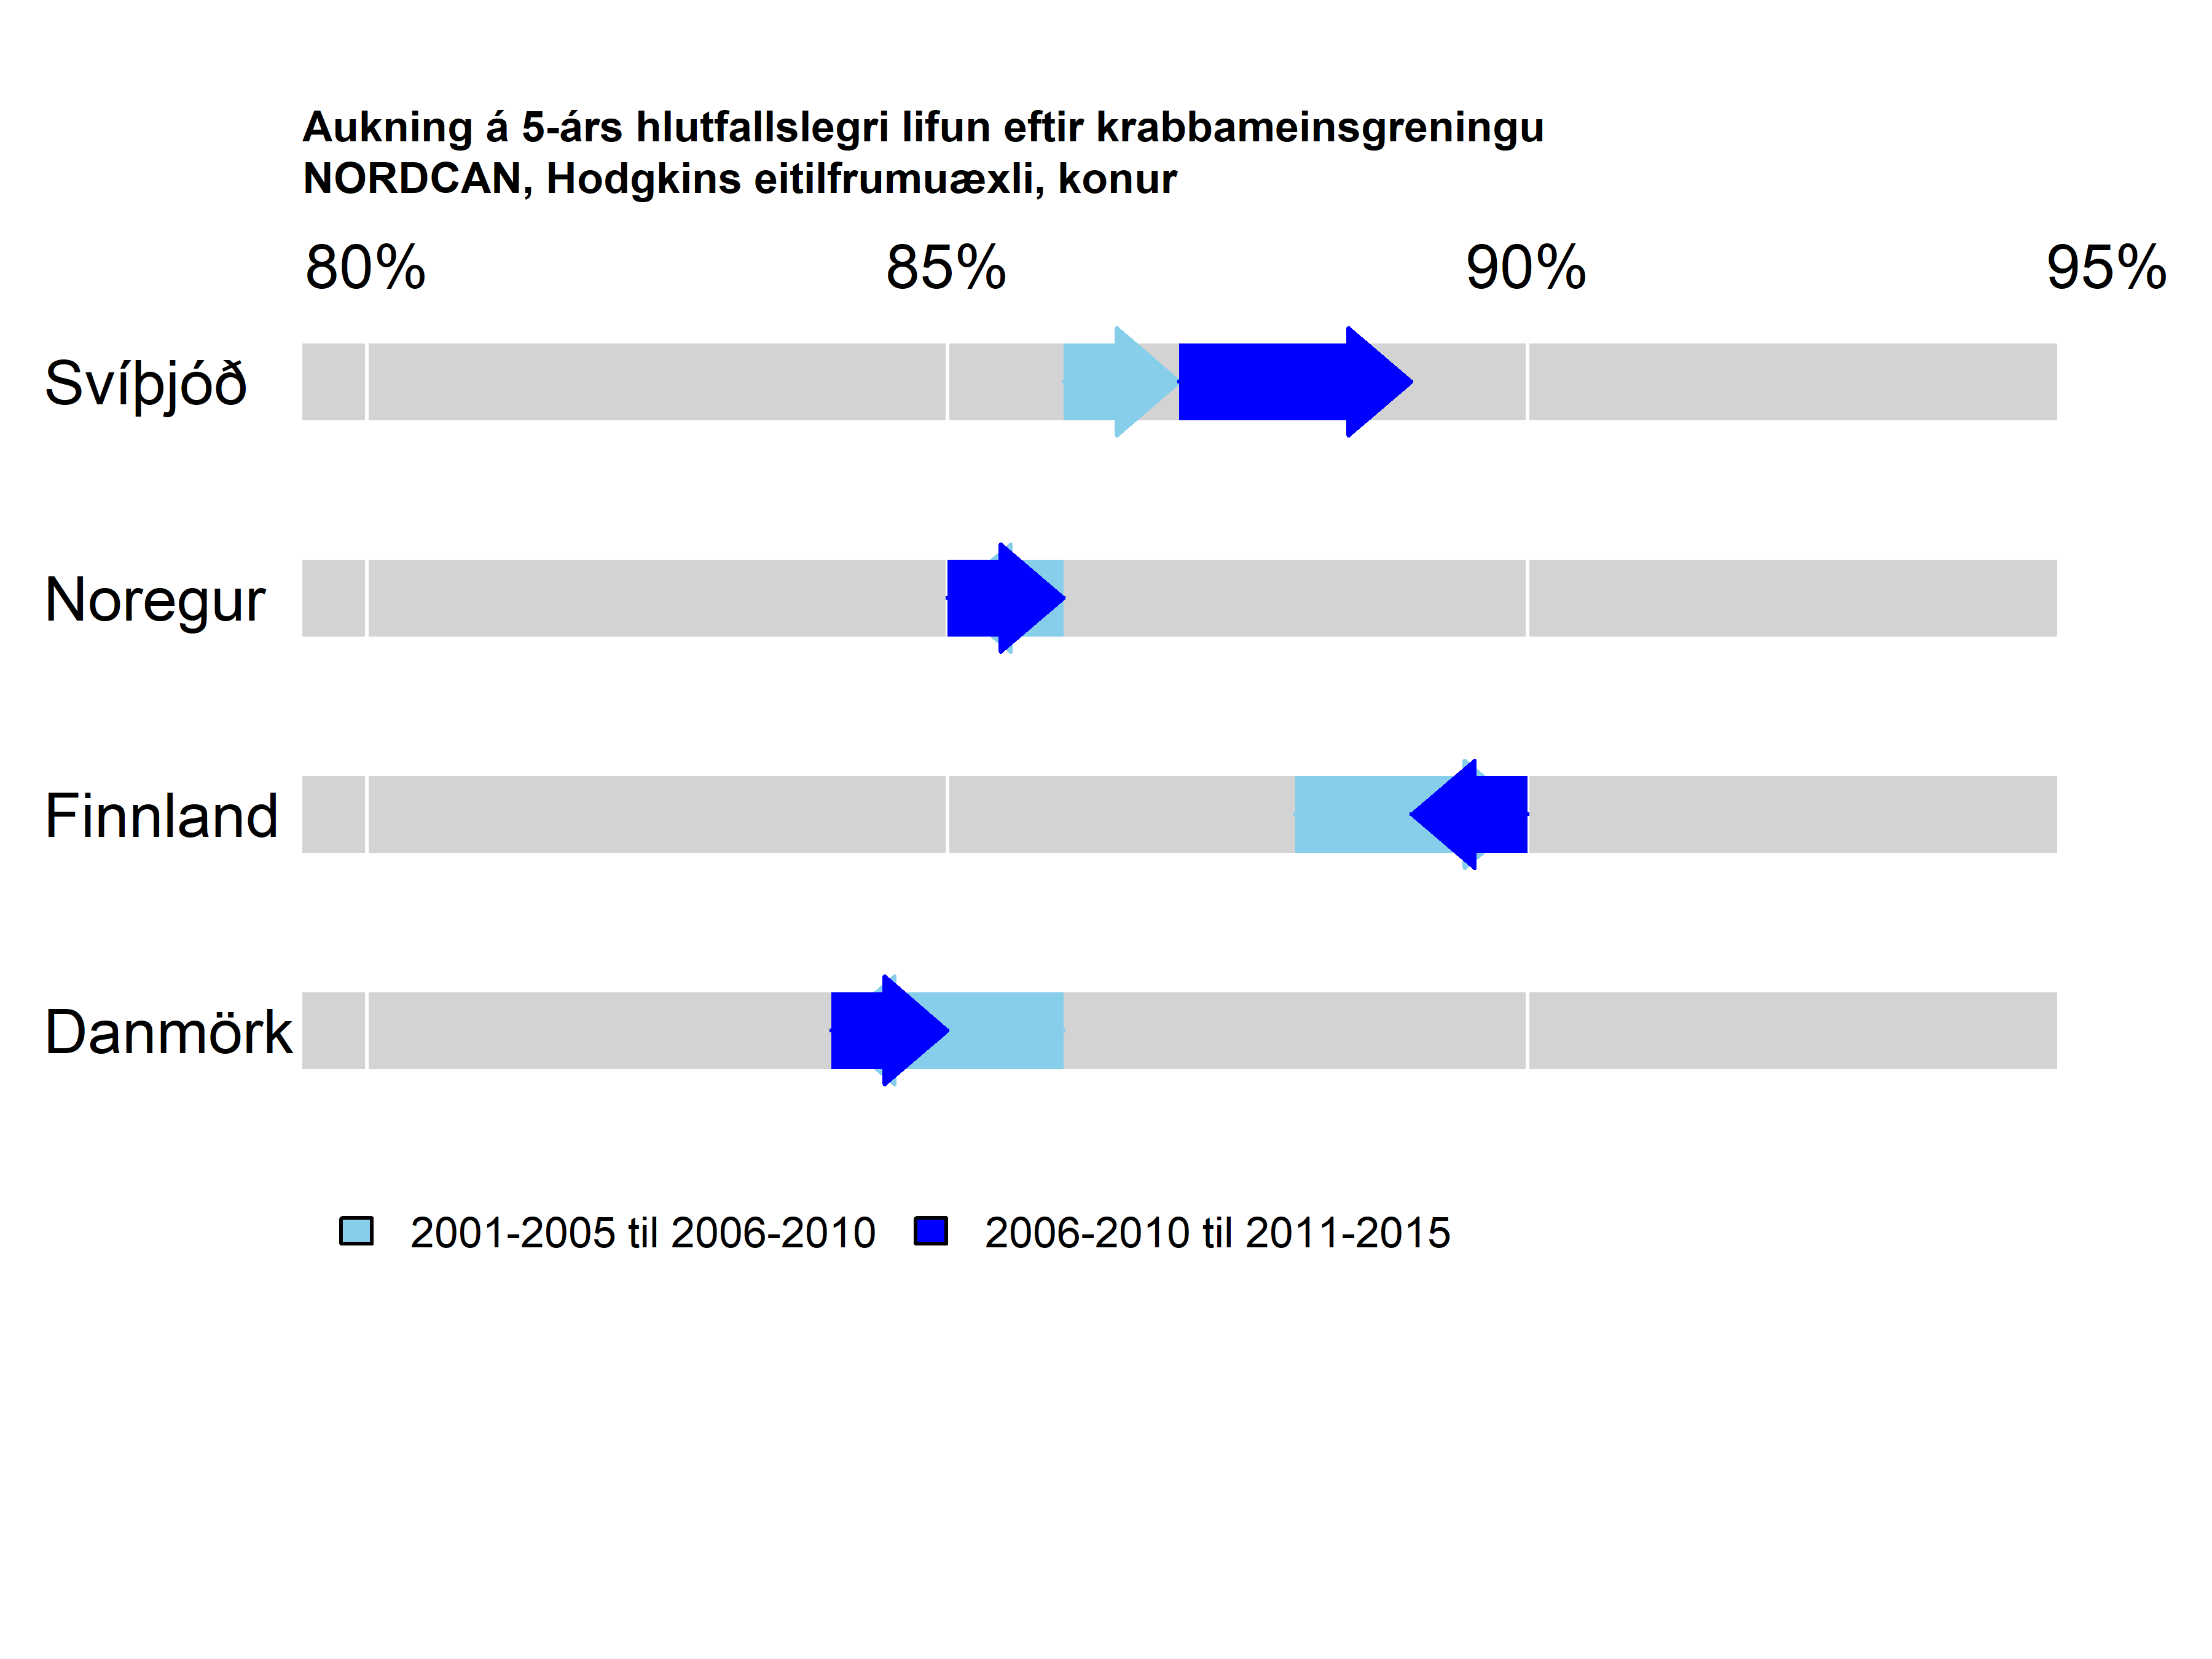 Aukning á 5-árs hlutfallslegri lifun eftir krabbameinsgreningu
NORDCAN, Hodgkins eitilfrumuæxli, konur
80% 85% 90% 95%
Svíþjóð
Noregur
Finnland
Danmörk
2001-2005 til 2006-2010 2006-2010 til 2011-2015